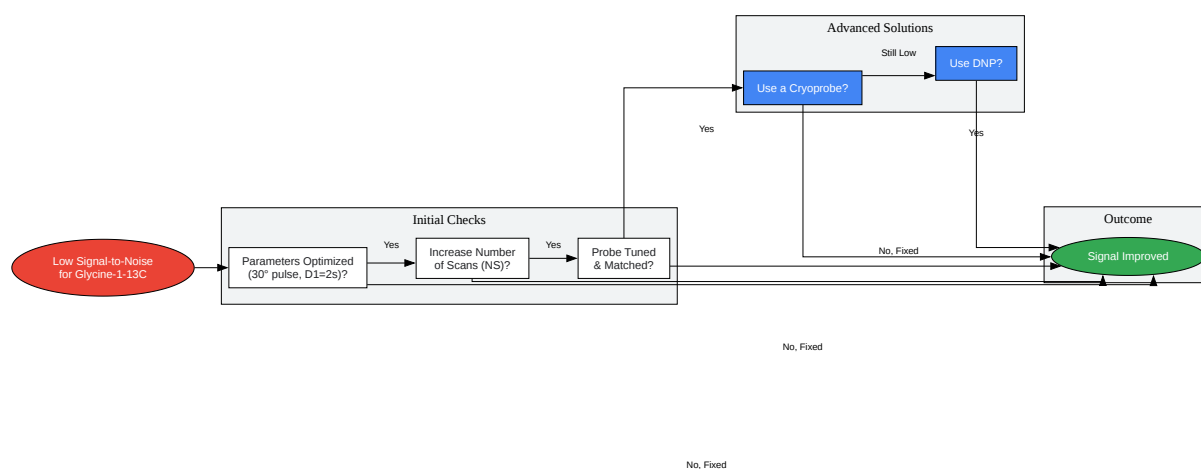 Advanced Solutions
Still Low
Use DNP?
Use a Cryoprobe?
Yes
Yes
Initial Checks
Outcome
Low Signal-to-Noise
for Glycine-1-13C
Parameters Optimized
(30° pulse, D1=2s)?
Yes
Increase Number
of Scans (NS)?
Yes
Probe Tuned
& Matched?
No, Fixed
Signal Improved
No, Fixed
No, Fixed